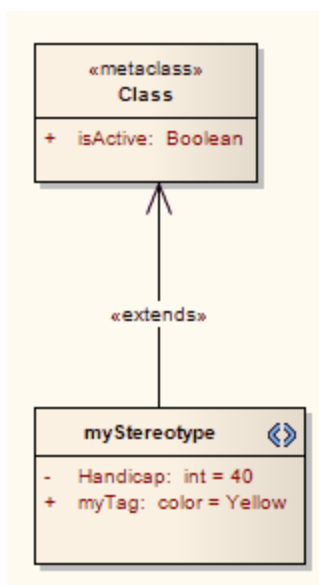 «metaclass»
Class
+ isActive: Boolean
«extends»
myStereotype
- Handicap: int = 40
+ myTag: color = Yellow